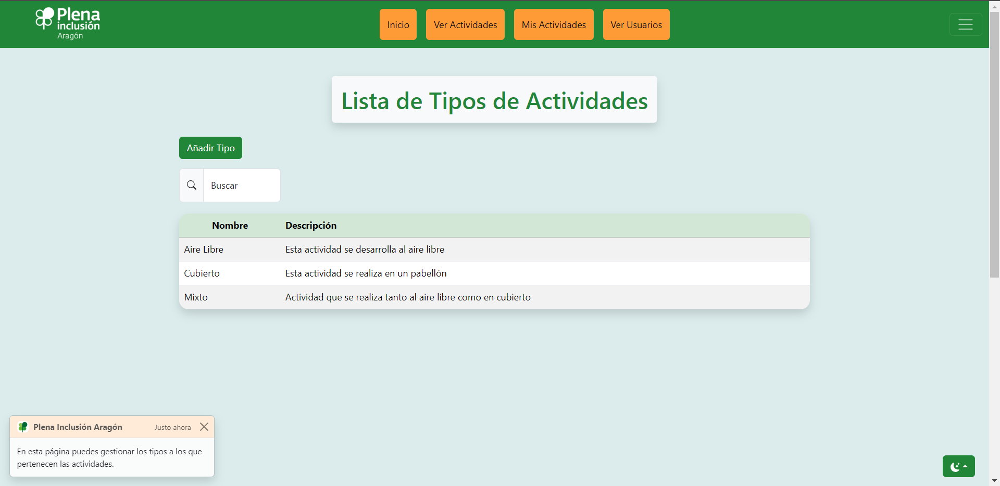 Plena
inclusión
Aragón
Inicio
Ver Actividades
Mis Actividades
Ver Usuarios
Lista de Tipos de Actividades
Añadir Tipo
Buscar
Nombre Descripción
Aire Libre Esta actividad se desarrolla al aire libre
Cubierto Esta actividad se realiza en un pabellón
Mixto Actividad que se realiza tanto al aire libre como en cubierto
Plena Inclusión Aragón Justo ahora
En esta página puedes gestionar los tipos a los que
pertenecen las actividades.